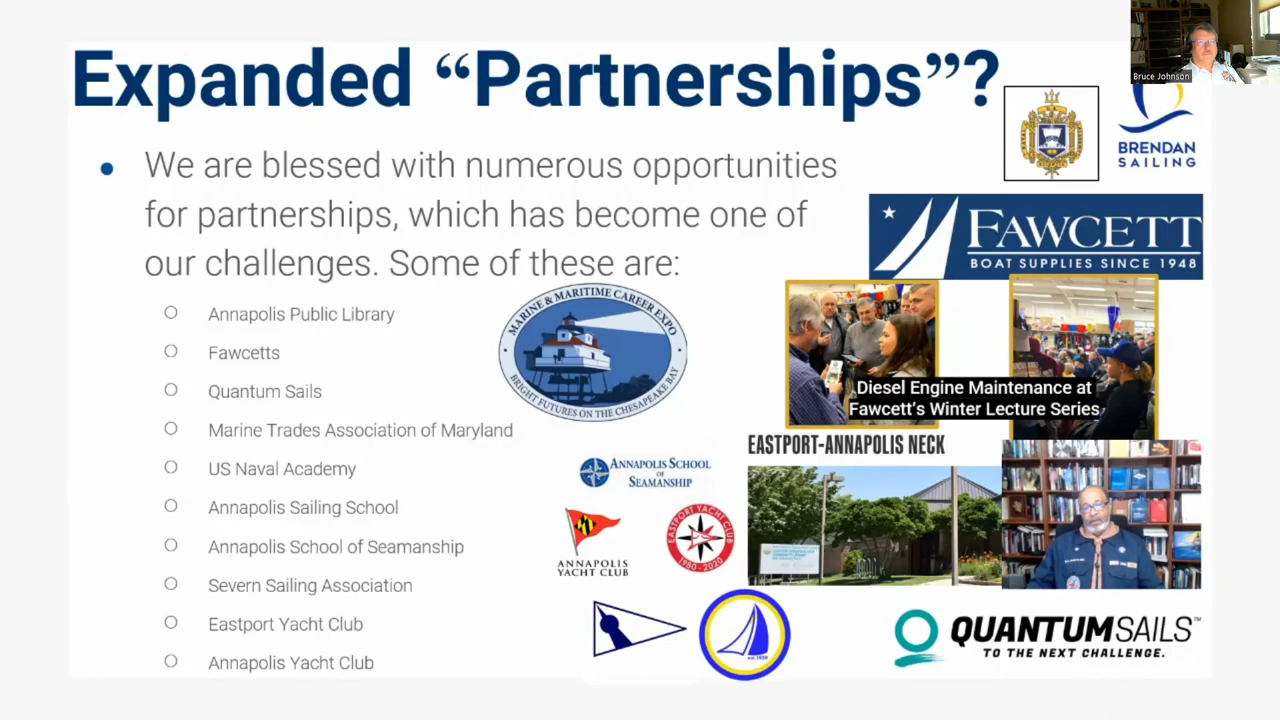 Expanded “Partnerships”?
Bruce Johnson
BRENDAN
SAILING
We are blessed with numerous opportunities
for partnerships, which has become one of
our challenges. Some of these are:
FAWCETT
BOAT SUPPLIES SINCE 1948
Annapolis Public Library
Fawcetts
Quantum Sails
Marine Trades Association of Maryland
US Naval Academy
Annapolis Sailing School
Annapolis School of Seamanship
Severn Sailing Association
Eastport Yacht Club
Annapolis Yacht Club
MARINE & MARITIME CAREER EXPO
BRIGHT FUTURES ON THE CHESAPEAKE BAY
Diesel Engine Maintenance at
Fawcett’s Winter Lecture Series
EASTPORT-ANNAPOLIS NECK
ANNAPOLIS SCHOOL
OF
SEAMANSHIP
ANNAPOLIS
YACHT CLUB
EASTPORT YACHT CLUB
1980 - 2020
QUANTUM SAILS™
TO THE NEXT CHALLENGE.